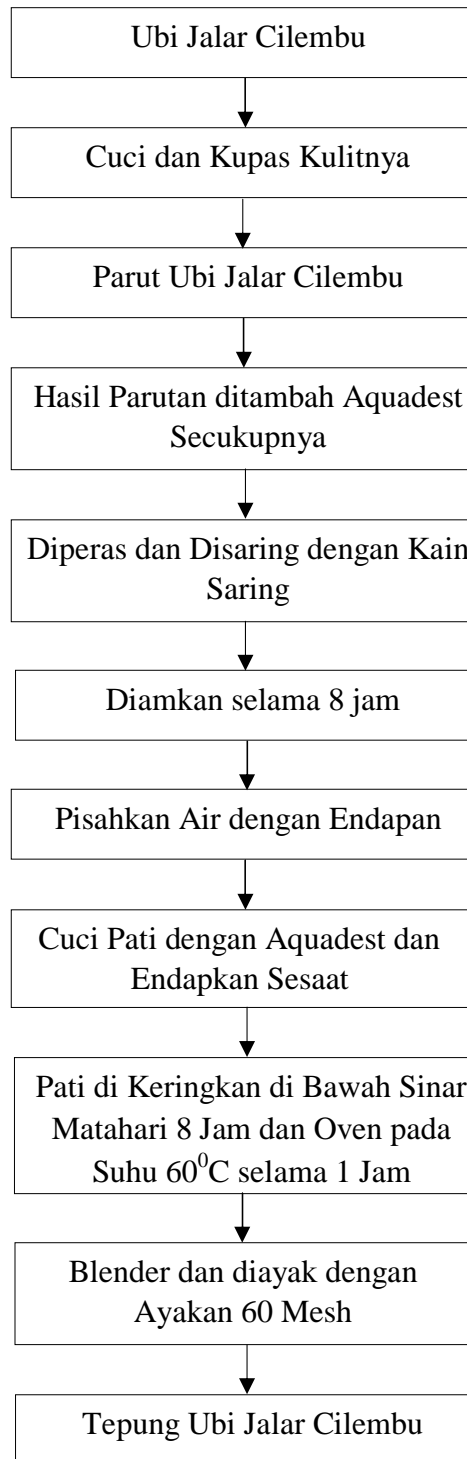 Ubi Jalar Cilembu
Cuci dan Kupas Kulitnya
Parut Ubi Jalar Cilembu
Hasil Parutan ditambah Aquadest
Secukupnya
Diperas dan Disaring dengan Kain
Saring
Diamkan selama 8 jam
Pisahkan Air dengan Endapan
Cuci Pati dengan Aquadest dan
Endapkan Sesaat
Pati di Keringkan di Bawah Sinar
Matahari 8 Jam dan Oven pada
Suhu 60⁰C selama 1 Jam
Blender dan diayak dengan
Ayakan 60 Mesh
Tepung Ubi Jalar Cilembu